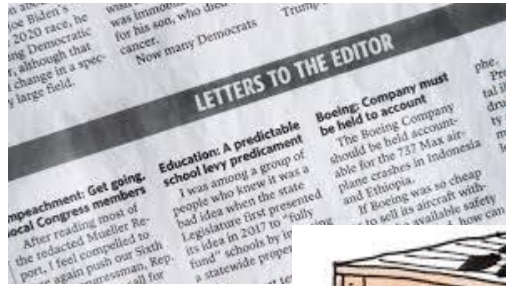 Biden's
2020 race, he
Democratic
although that
change in a spec-
large field.
was
for his son, who died
cancer.
Now many Democrats
Trump
LETTERS TO THE EDITOR
Get going,
Congress members
After reading most of
the redacted Mueller Re-
port, I feel compelled to
again push our Sixth
Rep.
call for
Education: A predictable
school levy predicament
I was among a group of
people who knew it was a
bad idea when the state
Legislature first presented
its idea in 2017 to "fully
fund" schools by
a statewide
Boeing: Company must
be held to account
The Boeing Company
should be held account-
able for the 737 Max air-
plane crashes in Indonesia
and Ethiopia.
If Boeing was so cheap
to sell its aircraft with-
available safety
how can